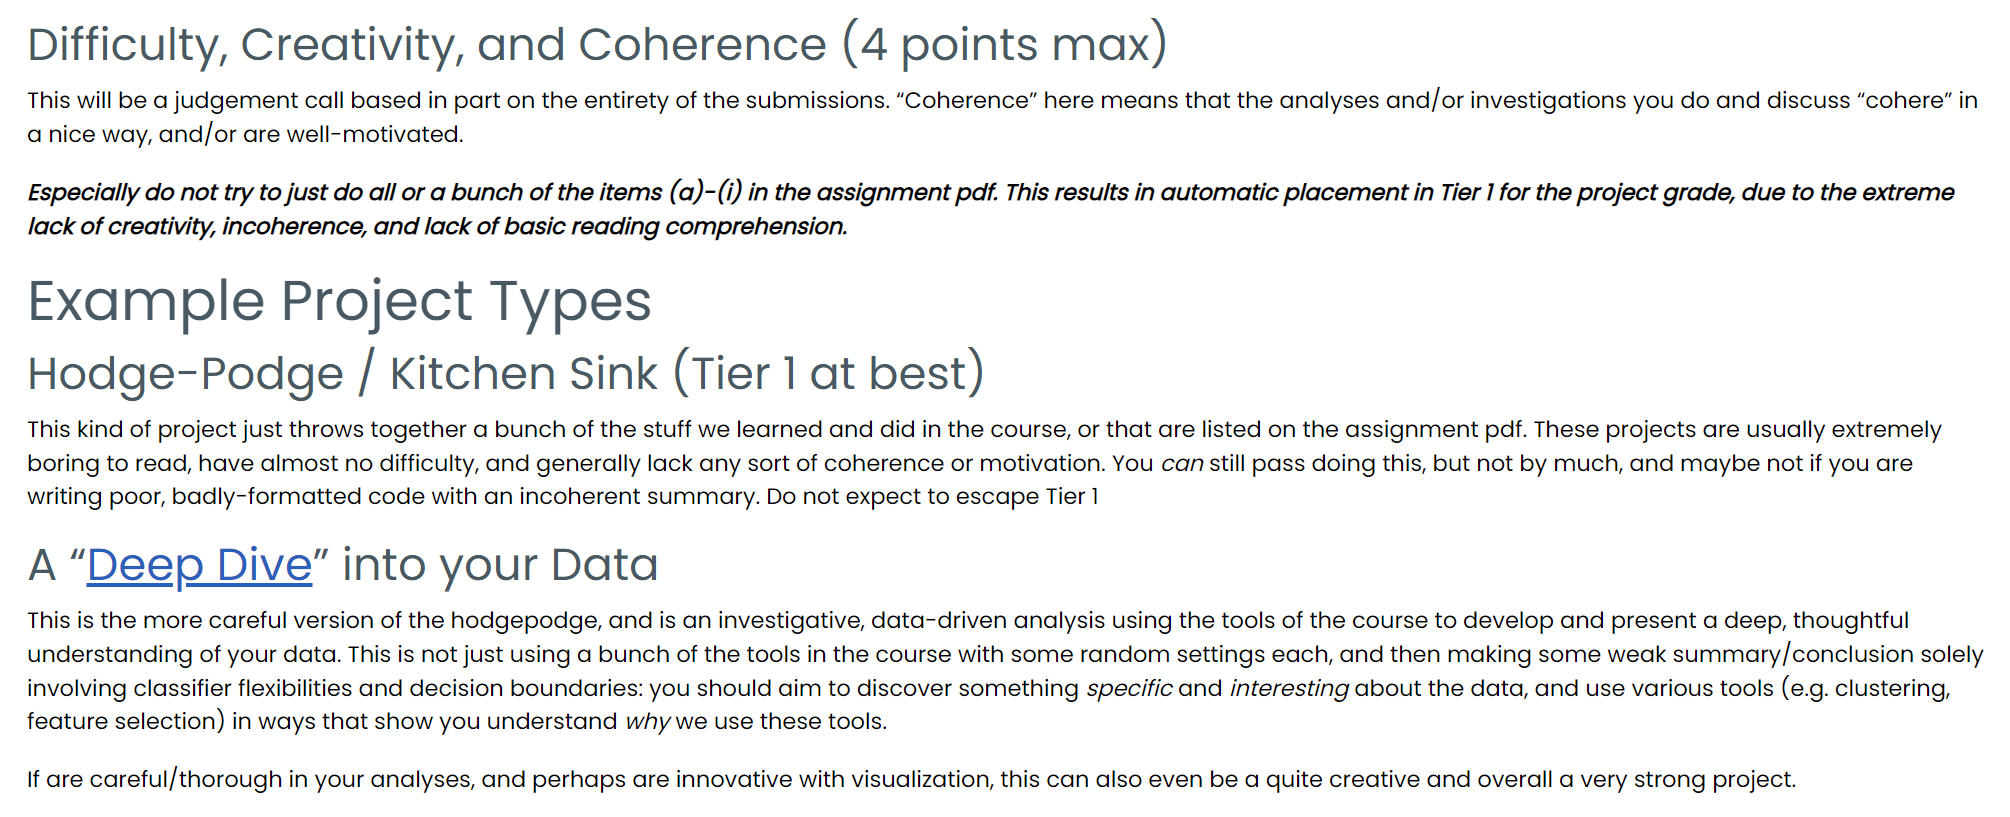 Difficulty, Creativity, and Coherence (4 points max)
This will be a judgement call based in part on the entirety of the submissions. “Coherence” here means that the analyses and/or investigations you do and discuss “cohere” in
a nice way, and/or are well-motivated.
Especially do not try to just do all or a bunch of the items (a)-(i) in the assignment pdf. This results in automatic placement in Tier 1 for the project grade, due to the extreme
lack of creativity, incoherence, and lack of basic reading comprehension.
Example Project Types
Hodge-Podge / Kitchen Sink (Tier 1 at best)
This kind of project just throws together a bunch of the stuff we learned and did in the course, or that are listed on the assignment pdf. These projects are usually extremely
boring to read, have almost no difficulty, and generally lack any sort of coherence or motivation. You can still pass doing this, but not by much, and maybe not if you are
writing poor, badly-formatted code with an incoherent summary. Do not expect to escape Tier 1
A “Deep Dive” into your Data
This is the more careful version of the hodgepodge, and is an investigative, data-driven analysis using the tools of the course to develop and present a deep, thoughtful
understanding of your data. This is not just using a bunch of the tools in the course with some random settings each, and then making some weak summary/conclusion solely
involving classifier flexibilities and decision boundaries: you should aim to discover something specific and interesting about the data, and use various tools (e.g. clustering,
feature selection) in ways that show you understand why we use these tools.
If are careful/thorough in your analyses, and perhaps are innovative with visualization, this can also even be a quite creative and overall a very strong project.